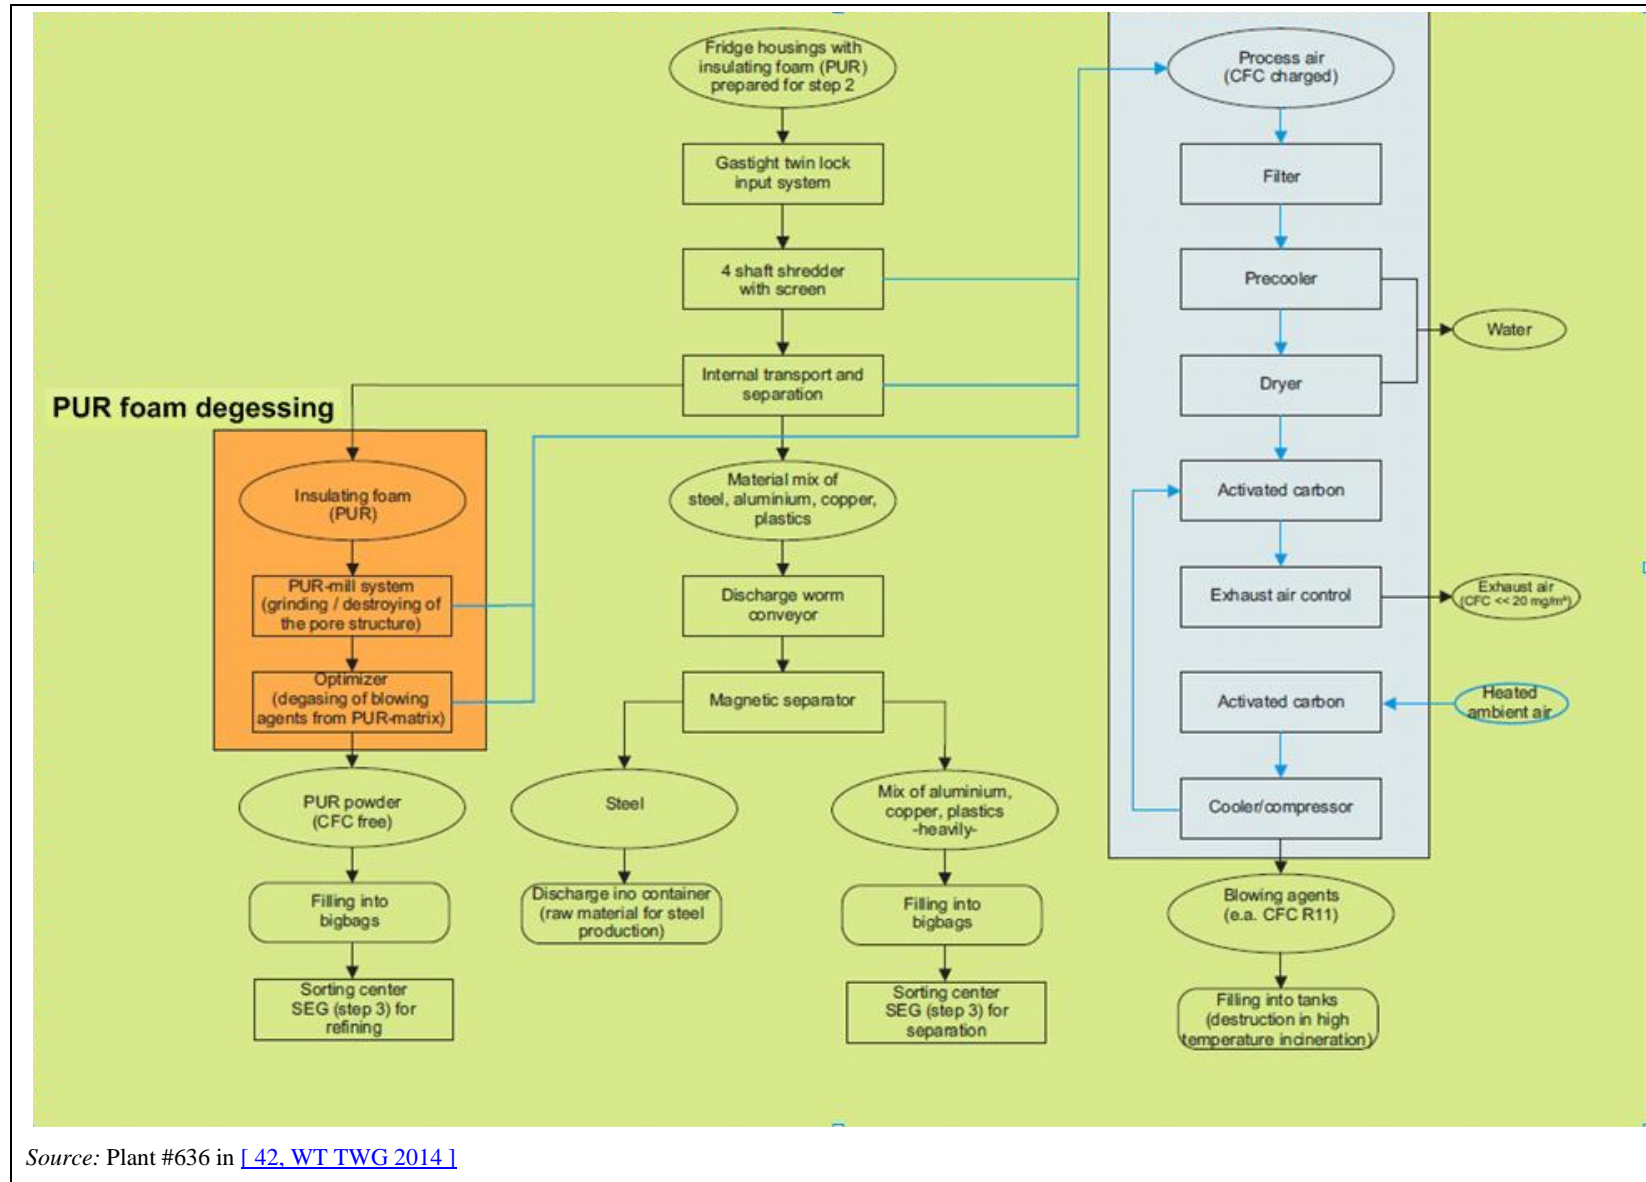 Fridge housings with
insulating foam (PUR)
prepared for step 2
Gastight twin lock
input system
4 shaft shredder
with screen
Internal transport and
separation
PUR foam degessing
Insulating foam
(PUR)
PUR-mill system
(grinding / destroying of
the pore structure)
Optimizer
(degasing of blowing
agents from PUR-matrix)
PUR powder
(CFC free)
Filling into
bigbags
Sorting center
SEG (step 3) for
refining
Material mix of
steel, aluminium, copper,
plastics
Discharge worm
conveyor
Magnetic separator
Steel
Discharge ino container
(raw material for steel
production)
Mix of aluminium,
copper, plastics
-heavily-
Filling into
bigbags
Sorting center
SEG (step 3) for
separation
Process air
(CFC charged)
Filter
Precooler
Water
Dryer
Activated carbon
Exhaust air control
Exhaust air
(CFC << 20 mg/m³)
Activated carbon
Heated
ambient air
Cooler/compressor
Blowing agents
(e.a. CFC R11)
Filling into tanks
(destruction in high
temperature incineration)
Source: Plant #636 in [ 42, WT TWG 2014 ]